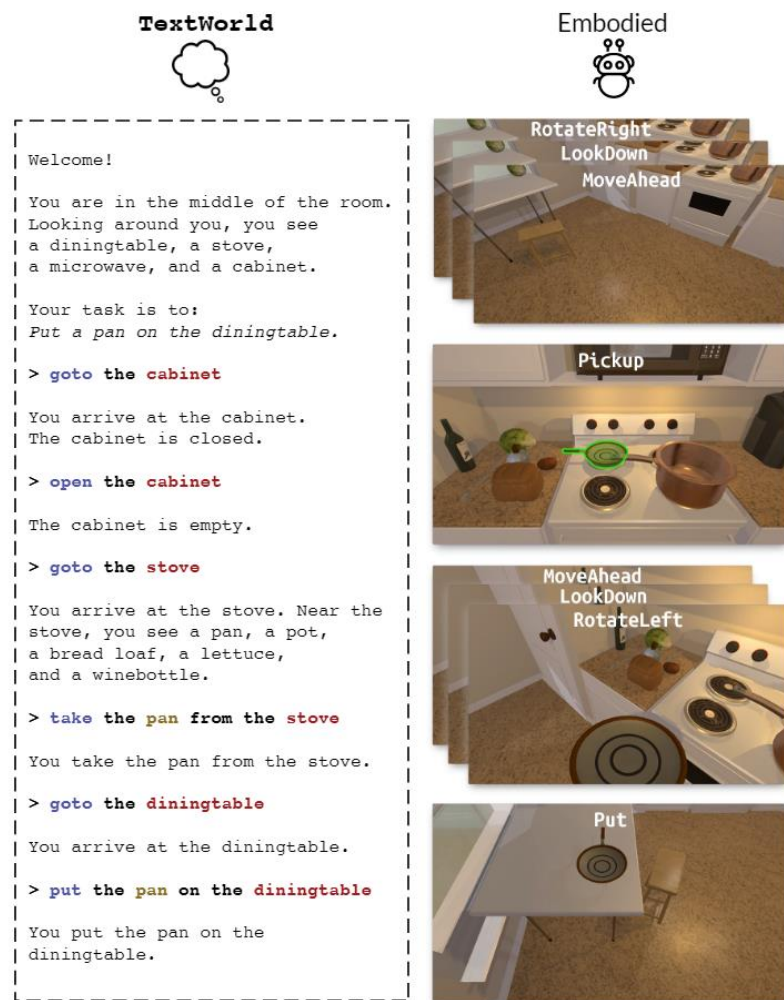 TextWorld
Welcome!
You are in the middle of the room.
Looking around you, you see
a diningtable, a stove,
a microwave, and a cabinet.
Your task is to:
Put a pan on the diningtable.
> goto the cabinet
You arrive at the cabinet.
The cabinet is closed.
> open the cabinet
The cabinet is empty.
> goto the stove
You arrive at the stove. Near the
stove, you see a pan, a pot,
a bread loaf, a lettuce,
and a winebottle.
> take the pan from the stove
You take the pan from the stove.
> goto the diningtable
You arrive at the diningtable.
> put the pan on the diningtable
You put the pan on the
diningtable.
Embodied
RotateRight
LookDown
MoveAhead
Pickup
MoveAhead
LookDown
RotateLeft
Put